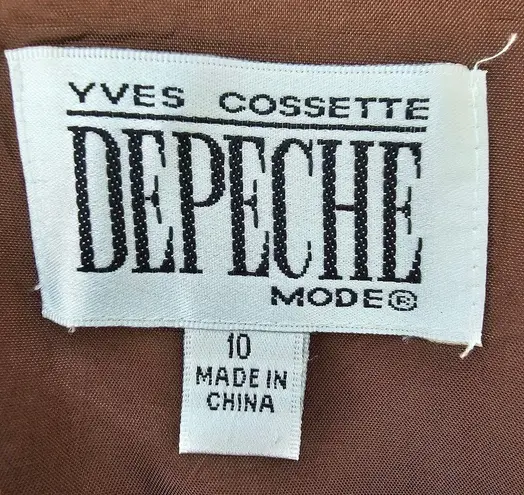 YVES COSSETTE
DEPECHE
MODE®
10
MADE IN
CHINA